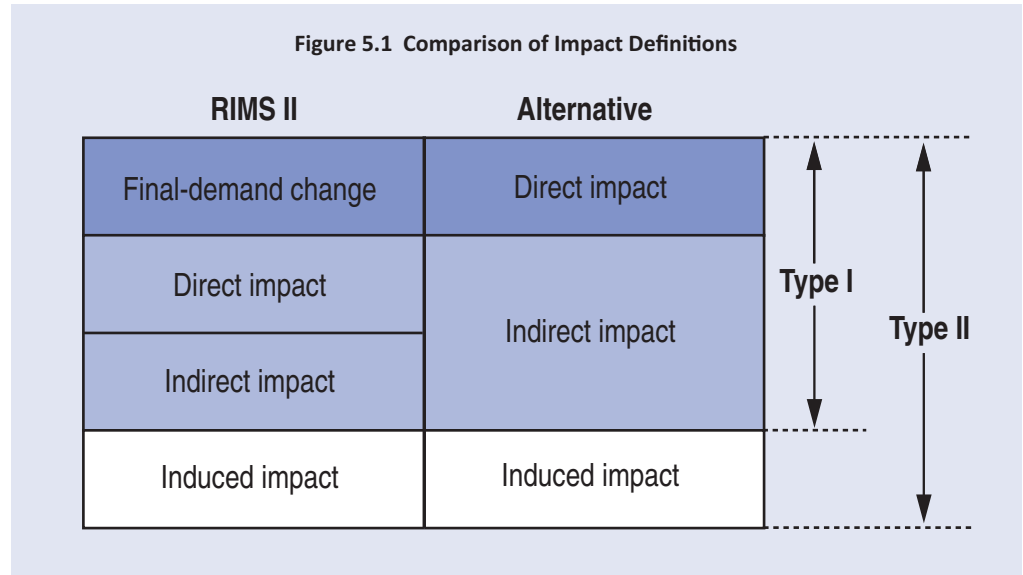 Figure 5.1 Comparison of Impact Definitions
RIMS II
Alternative
Final-demand change
Direct impact
Direct impact
Indirect impact
Indirect impact
Induced impact
Induced impact
Type I
Type II